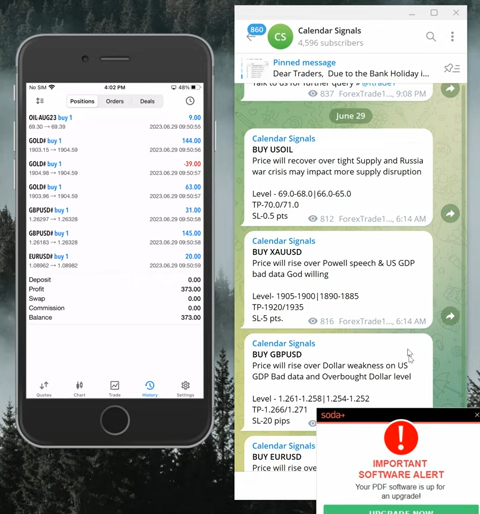 No SIM
4:02 PM
48%
Positions
Orders
Deals
OIL-AUG23 buy 1
9.00
69.30 → 69.39
2023.06.29 09:50:55
GOLD# buy 1
144.00
1903.15 → 1904.59
2023.06.29 09:50:56
GOLD# buy 1
-39.00
1904.98 → 1904.59
2023.06.29 09:50:57
GOLD# buy 1
63.00
1903.96 → 1904.59
2023.06.29 09:50:57
GBPUSD# buy 1
31.00
1.26297 → 1.26328
2023.06.29 09:50:58
GBPUSD# buy 1
145.00
1.26183 → 1.26328
2023.06.29 09:50:58
EURUSD# buy 1
20.00
1.08962 → 1.08982
2023.06.29 09:50:59
Deposit
0.00
Profit
373.00
Swap
0.00
Commission
0.00
Balance
373.00
Quotes
Chart
Trade
History
Settings
860
CS
Calendar Signals
4,596 subscribers
Pinned message
Dear Traders, Due to the Bank Holiday i...
837 ForexTrade1..., 9:08 PM
June 29
Calendar Signals
BUY USOIL
Price will recover over tight Supply and Russia
war crisis may impact more supply disruption
Level - 69.0-68.0|66.0-65.0
TP-70.0/71.0
SL-0.5 pts
812 ForexTrade1..., 6:14 AM
Calendar Signals
BUY XAUUSD
Price will rise over Powell speech & US GDP
bad data God willing
Level- 1905-1900|1890-1885
TP-1920/1935
SL-5 pts.
816 ForexTrade1..., 6:14 AM
Calendar Signals
BUY GBPUSD
Price will rise over Dollar weakness on US
GDP Bad data and Overbought Dollar level
Level - 1.261-1.258|1.254-1.252
TP-1.266/1.271
SL-20 pips
Calendar Signals
BUY EURUSD
Price will rise ove
soda+
IMPORTANT
SOFTWARE ALERT
Your PDF software is up for
an upgrade!
UPGRADE NOW